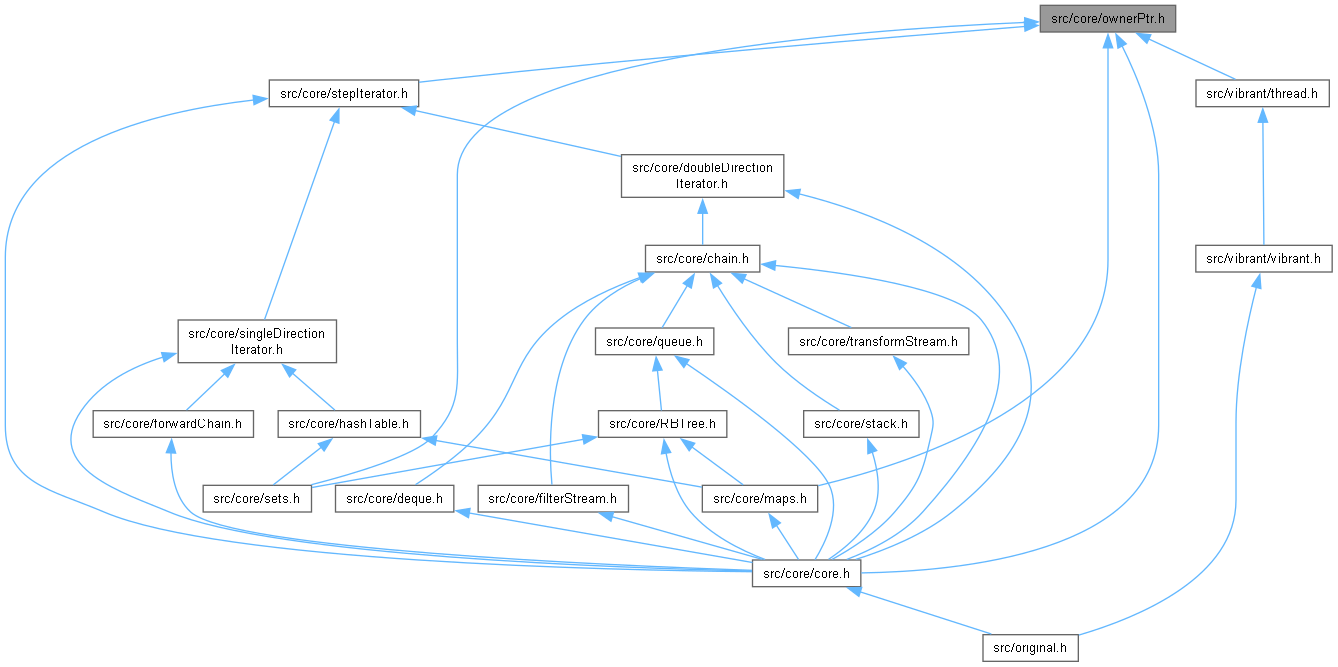 src/core/ownerPtr.h
src/core/stepIterator.h
src/vibrant/thread.h
src/core/doubleDirection
Iterator.h
src/core/chain.h
src/vibrant/vibrant.h
src/core/singleDirection
Iterator.h
src/core/queue.h
src/core/transformStream.h
src/core/forwardChain.h
src/core/hashTable.h
src/core/RBTree.h
src/core/stack.h
src/core/sets.h
src/core/deque.h
src/core/filterStream.h
src/core/maps.h
src/core/core.h
src/original.h